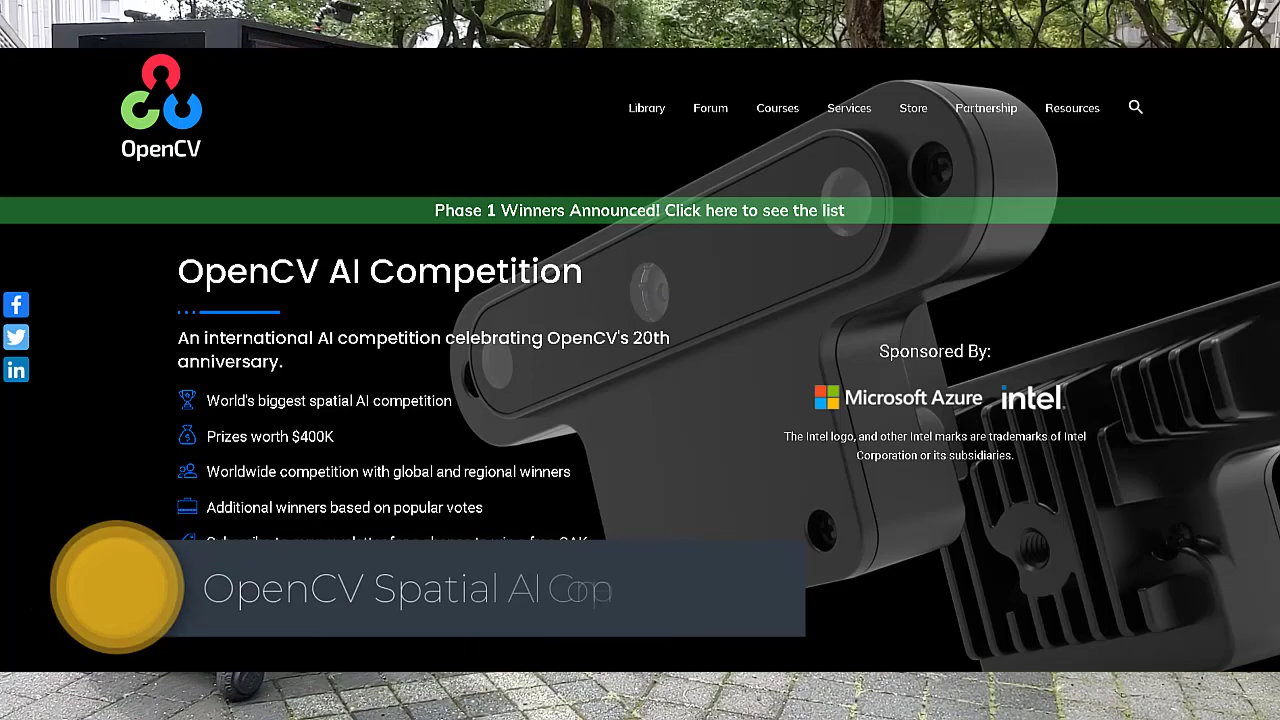 OpenCV
Library Forum Courses Services Store Partnership Resources
Phase 1 Winners Announced! Click here to see the list
OpenCV AI Competition
An international AI competition celebrating OpenCV's 20th
anniversary.
World's biggest spatial AI competition
Prizes worth $400K
Worldwide competition with global and regional winners
Additional winners based on popular votes
Sponsored By:
Microsoft Azure intel.
The Intel logo, and other Intel marks are trademarks of Intel
Corporation or its subsidiaries.
OpenCV Spatial AI